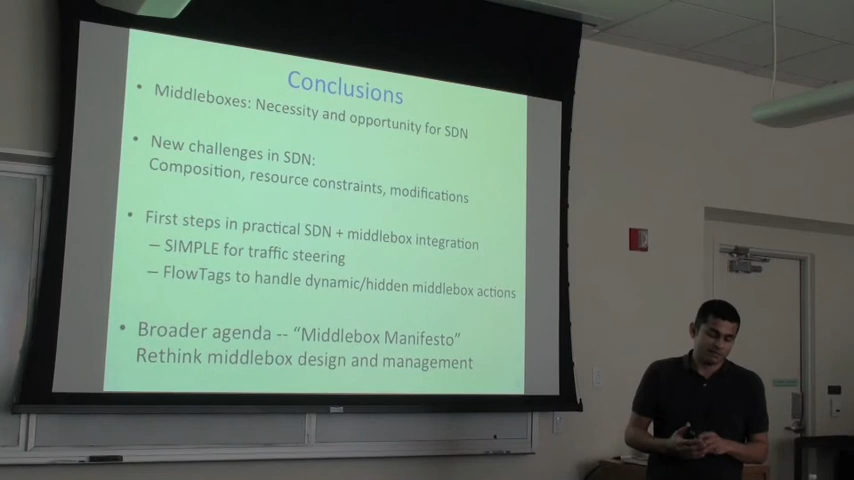 Conclusions
• Middleboxes: Necessity and opportunity for SDN
• New challenges in SDN:
Composition, resource constraints, modifications
• First steps in practical SDN + middlebox integration
– SIMPLE for traffic steering
– FlowTags to handle dynamic/hidden middlebox actions
• Broader agenda -- “Middlebox Manifesto”
Rethink middlebox design and management